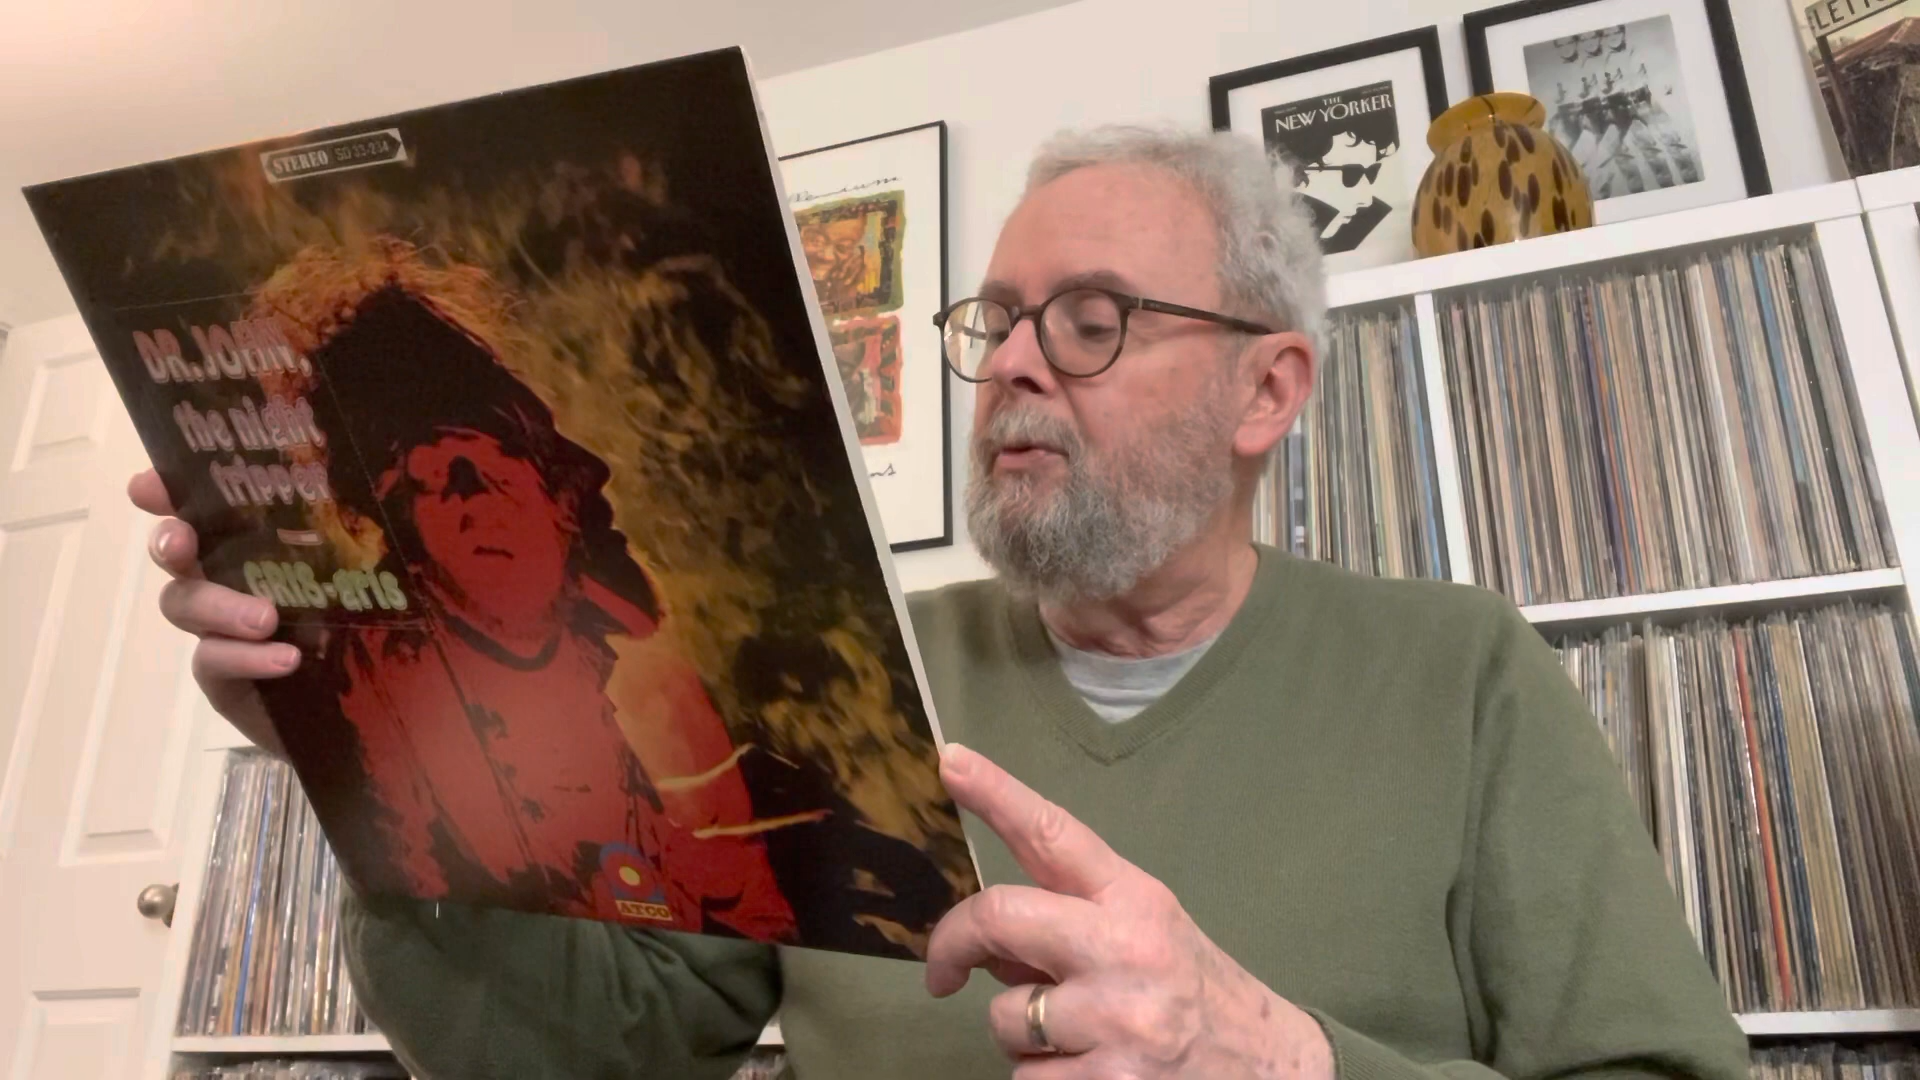 STEREO SD 33-234
DR. JOHN,
the night
tripper
GRIS-gris
ATCO
THE
NEW YORKER